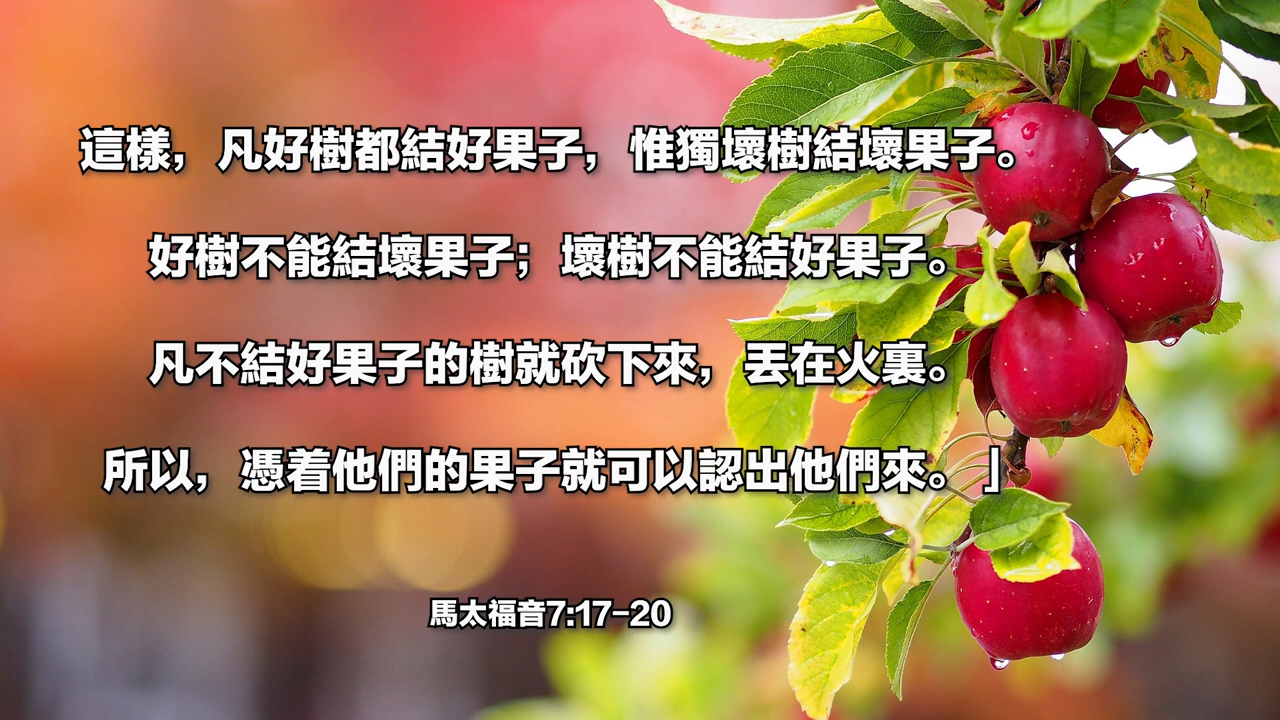 這樣，凡好樹都結好果子，惟獨壞樹結壞果子。
好樹不能結壞果子；壞樹不能結好果子。
凡不結好果子的樹就砍下來，丟在火裏。
所以，憑着他們的果子就可以認出他們來。」
馬太福音7:17-20